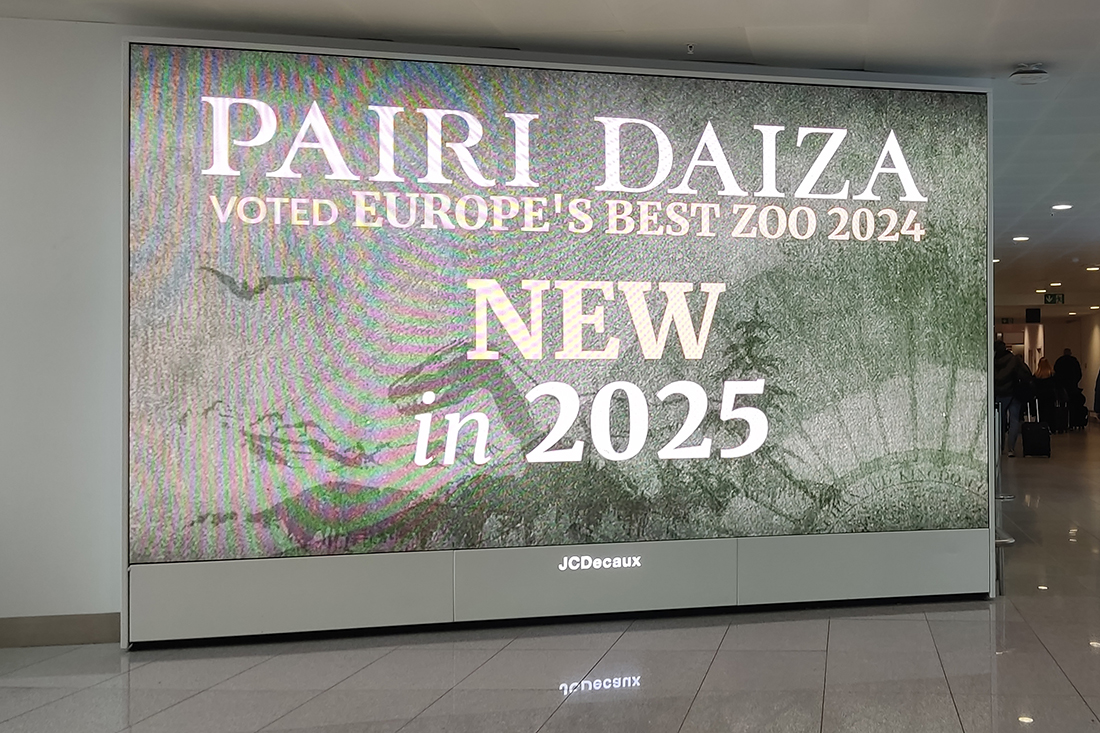 PAIRI DAIZA
VOTED EUROPE'S BEST ZOO 2024
NEW
in 2025
JCDecaux